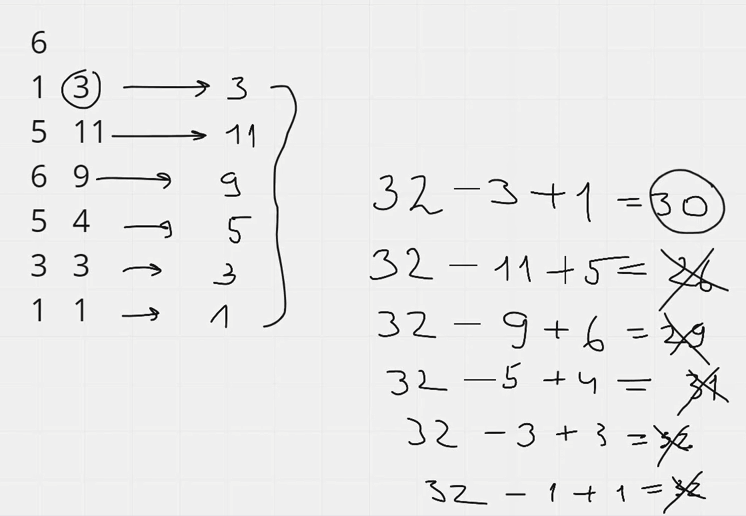 6
1 3 → 3
5 11 → 11
6 9 → 9
5 4 → 5
3 3 → 3
1 1 → 1
32 - 3 + 1 = 30
32 - 11 + 5 = 26
32 - 9 + 6 = 29
32 - 5 + 4 = 31
32 - 3 + 3 = 32
32 - 1 + 1 = 32